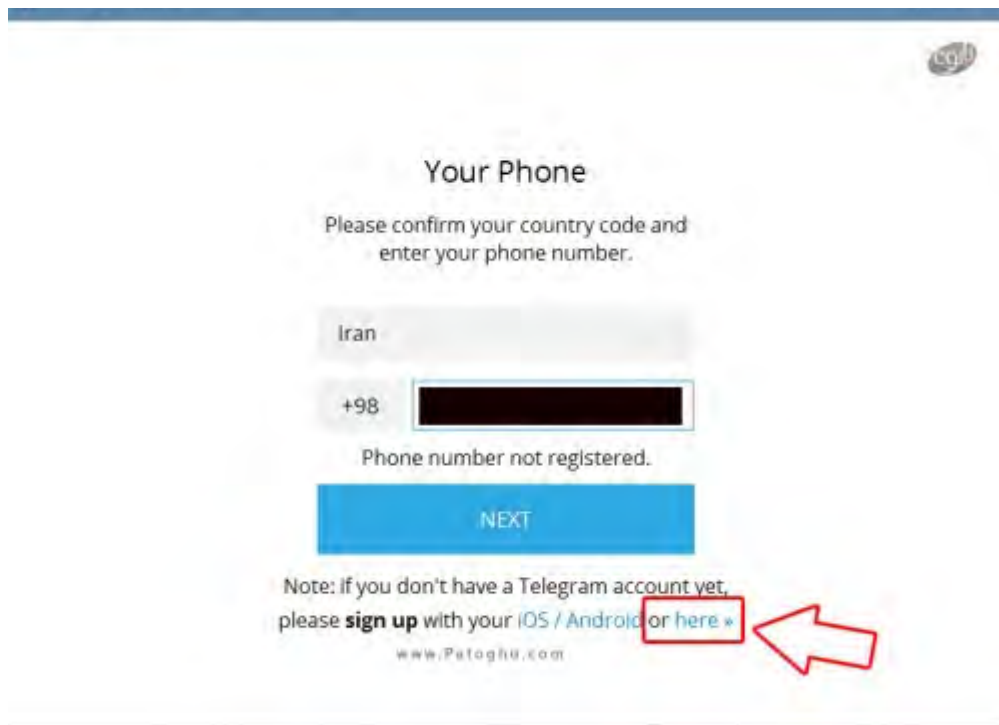 Your Phone
Please confirm your country code and
enter your phone number.
Iran
+98
Phone number not registered.
NEXT
Note: if you don't have a Telegram account yet,
please sign up with your iOS / Android or here »
www.Patoghu.com